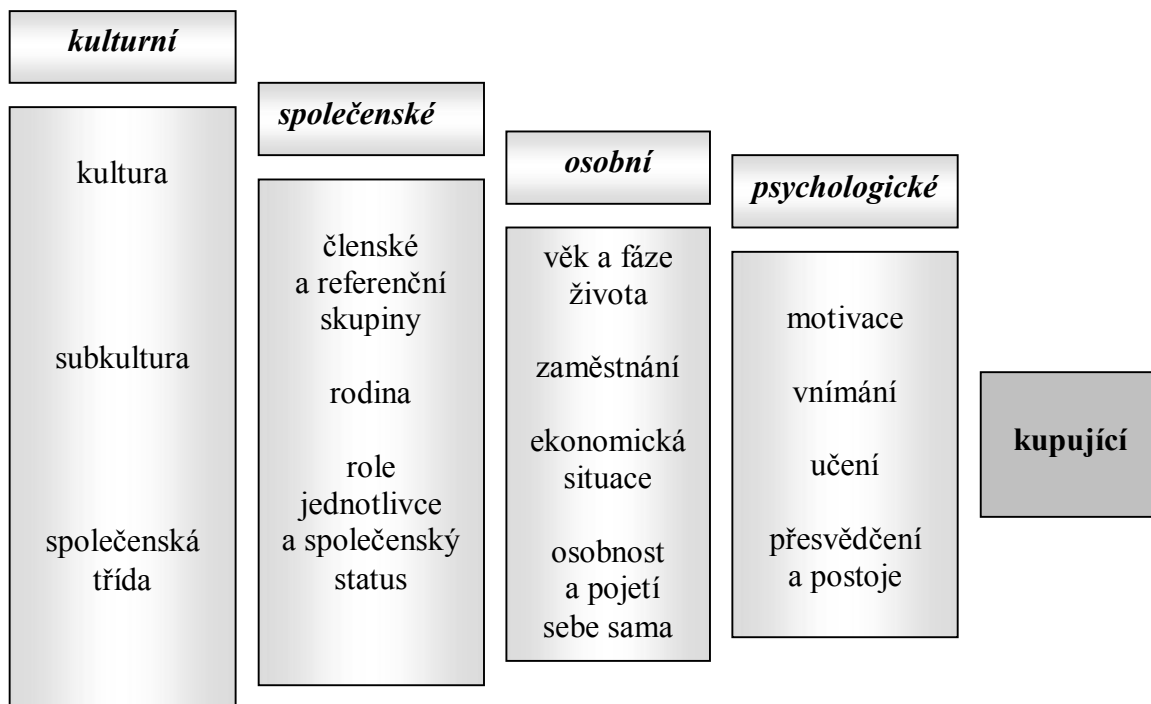 kulturní
kultura
subkultura
společenská
třída
společenské
členské
a referenční
skupiny
rodina
role
jednotlivce
a společenský
status
osobní
věk a fáze
života
zaměstnání
ekonomická
situace
osobnost
a pojetí
sebe sama
psychologické
motivace
vnímání
učení
přesvědčení
a postoje
kupující